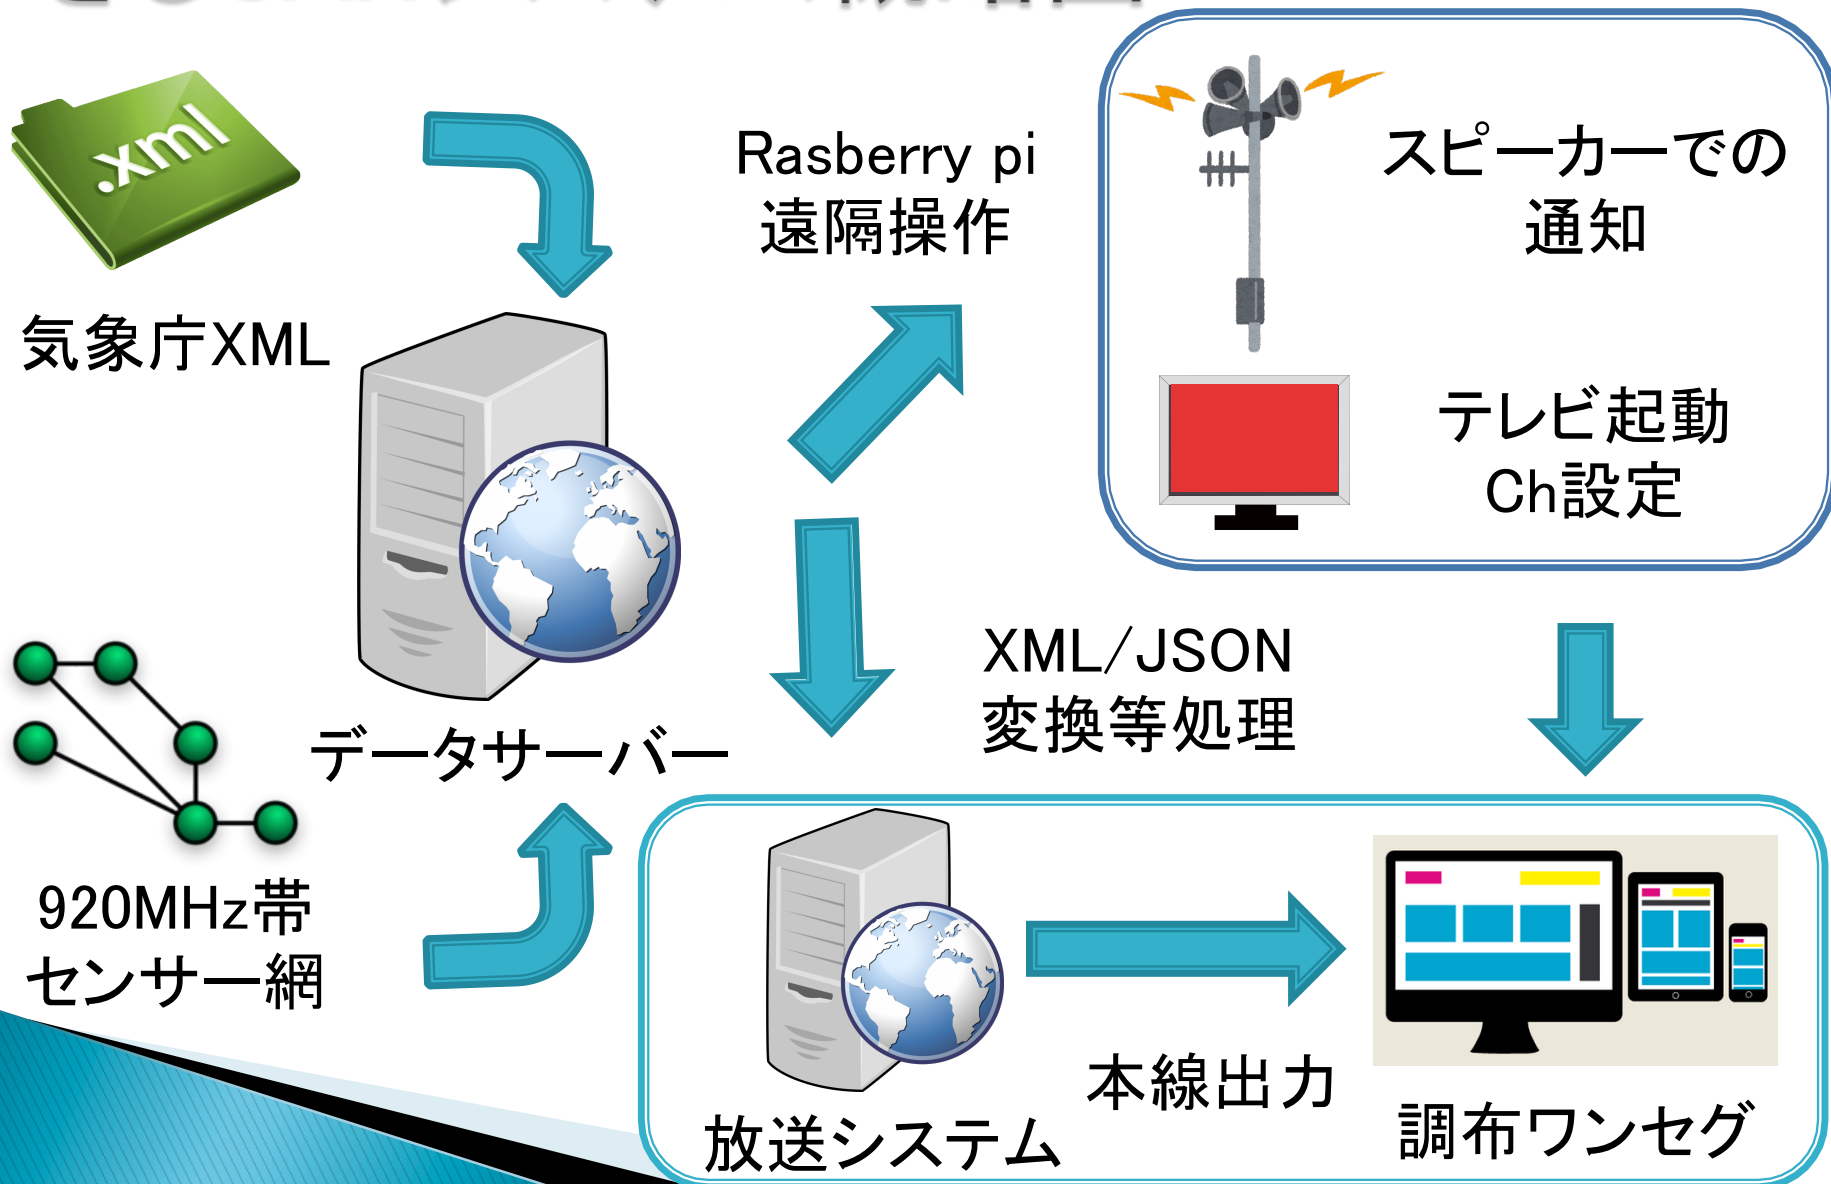 .xml
気象庁XML
Rasberry pi
遠隔操作
スピーカーでの
通知
テレビ起動
Ch設定
データサーバー
XML/JSON
変換等処理
920MHz帯
センサー網
放送システム
本線出力
調布ワンセグ